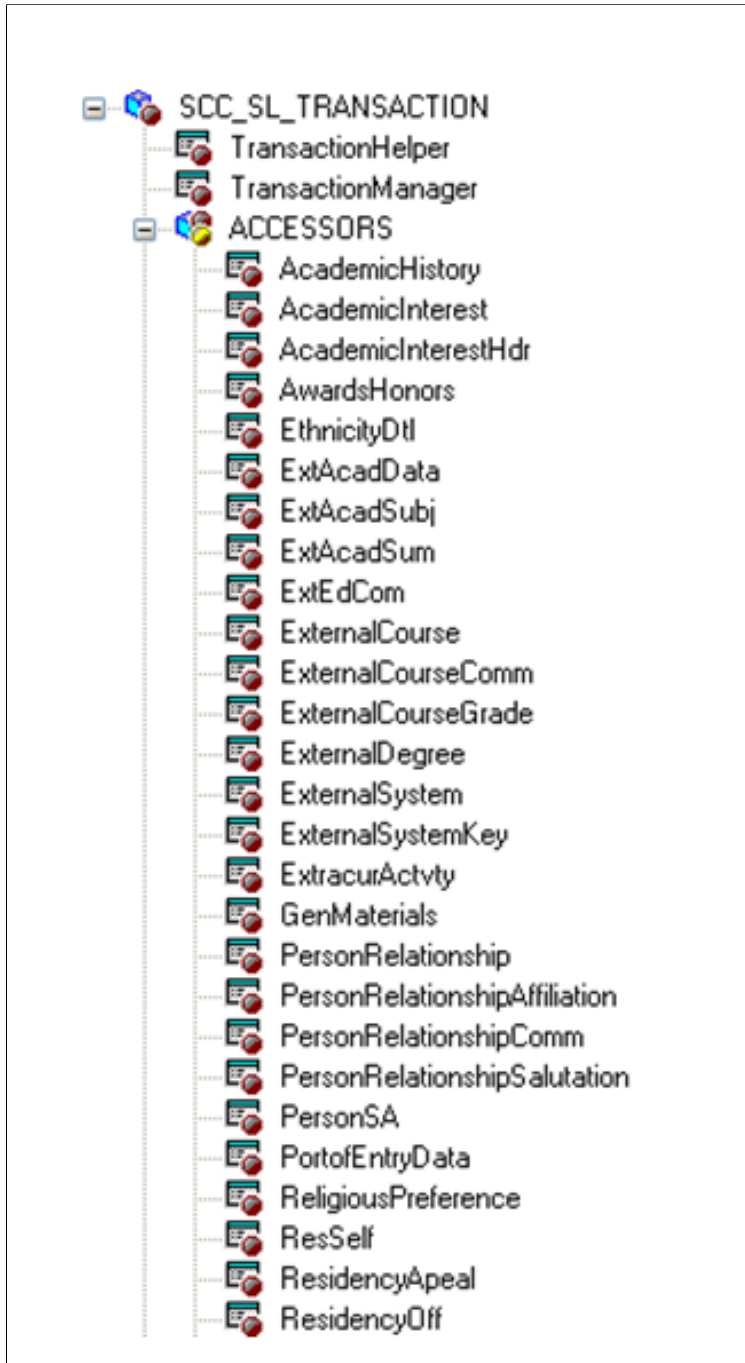 SCC_SL_TRANSACTION
TransactionHelper
TransactionManager
ACCESSORS
AcademicHistory
AcademicInterest
AcademicInterestHdr
AwardsHonors
EthnicityDtl
ExtAcadData
ExtAcadSubj
ExtAcadSum
ExtEdCom
ExternalCourse
ExternalCourseComm
ExternalCourseGrade
ExternalDegree
ExternalSystem
ExternalSystemKey
ExtracurActvty
GenMaterials
PersonRelationship
PersonRelationshipAffiliation
PersonRelationshipComm
PersonRelationshipSalutation
PersonSA
PortofEntryData
ReligiousPreference
ResSelf
ResidencyApeal
ResidencyOff